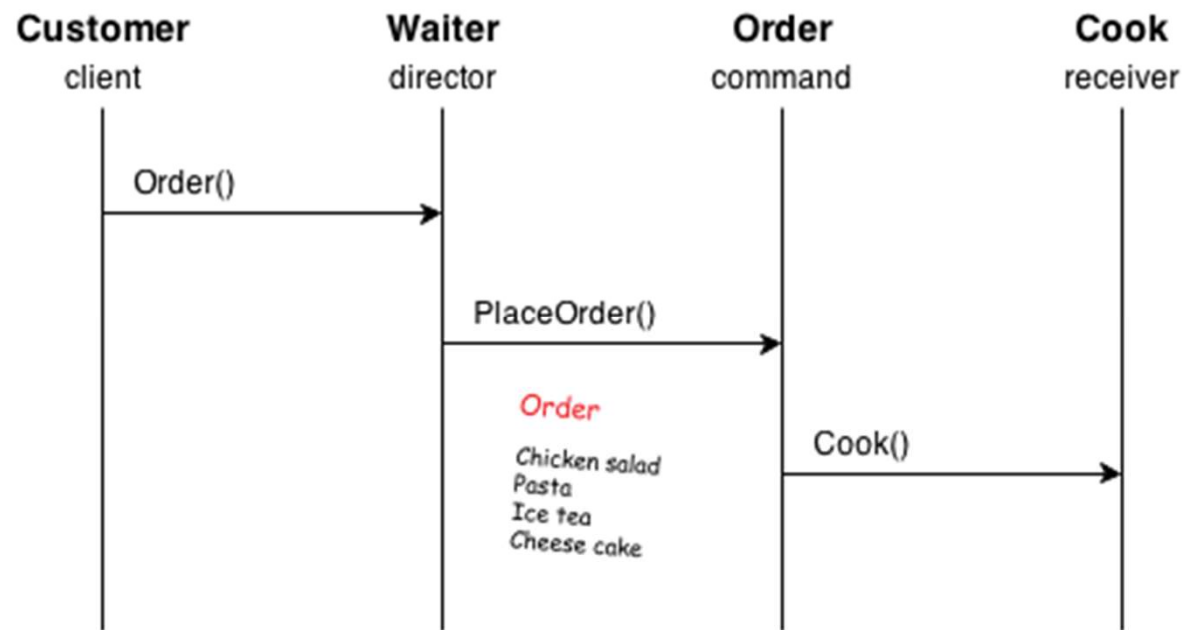 Customer Waiter Order Cook
client director command receiver
Order()
PlaceOrder()
Order
Cook()
Chicken salad
Pasta
Ice tea
Cheese cake